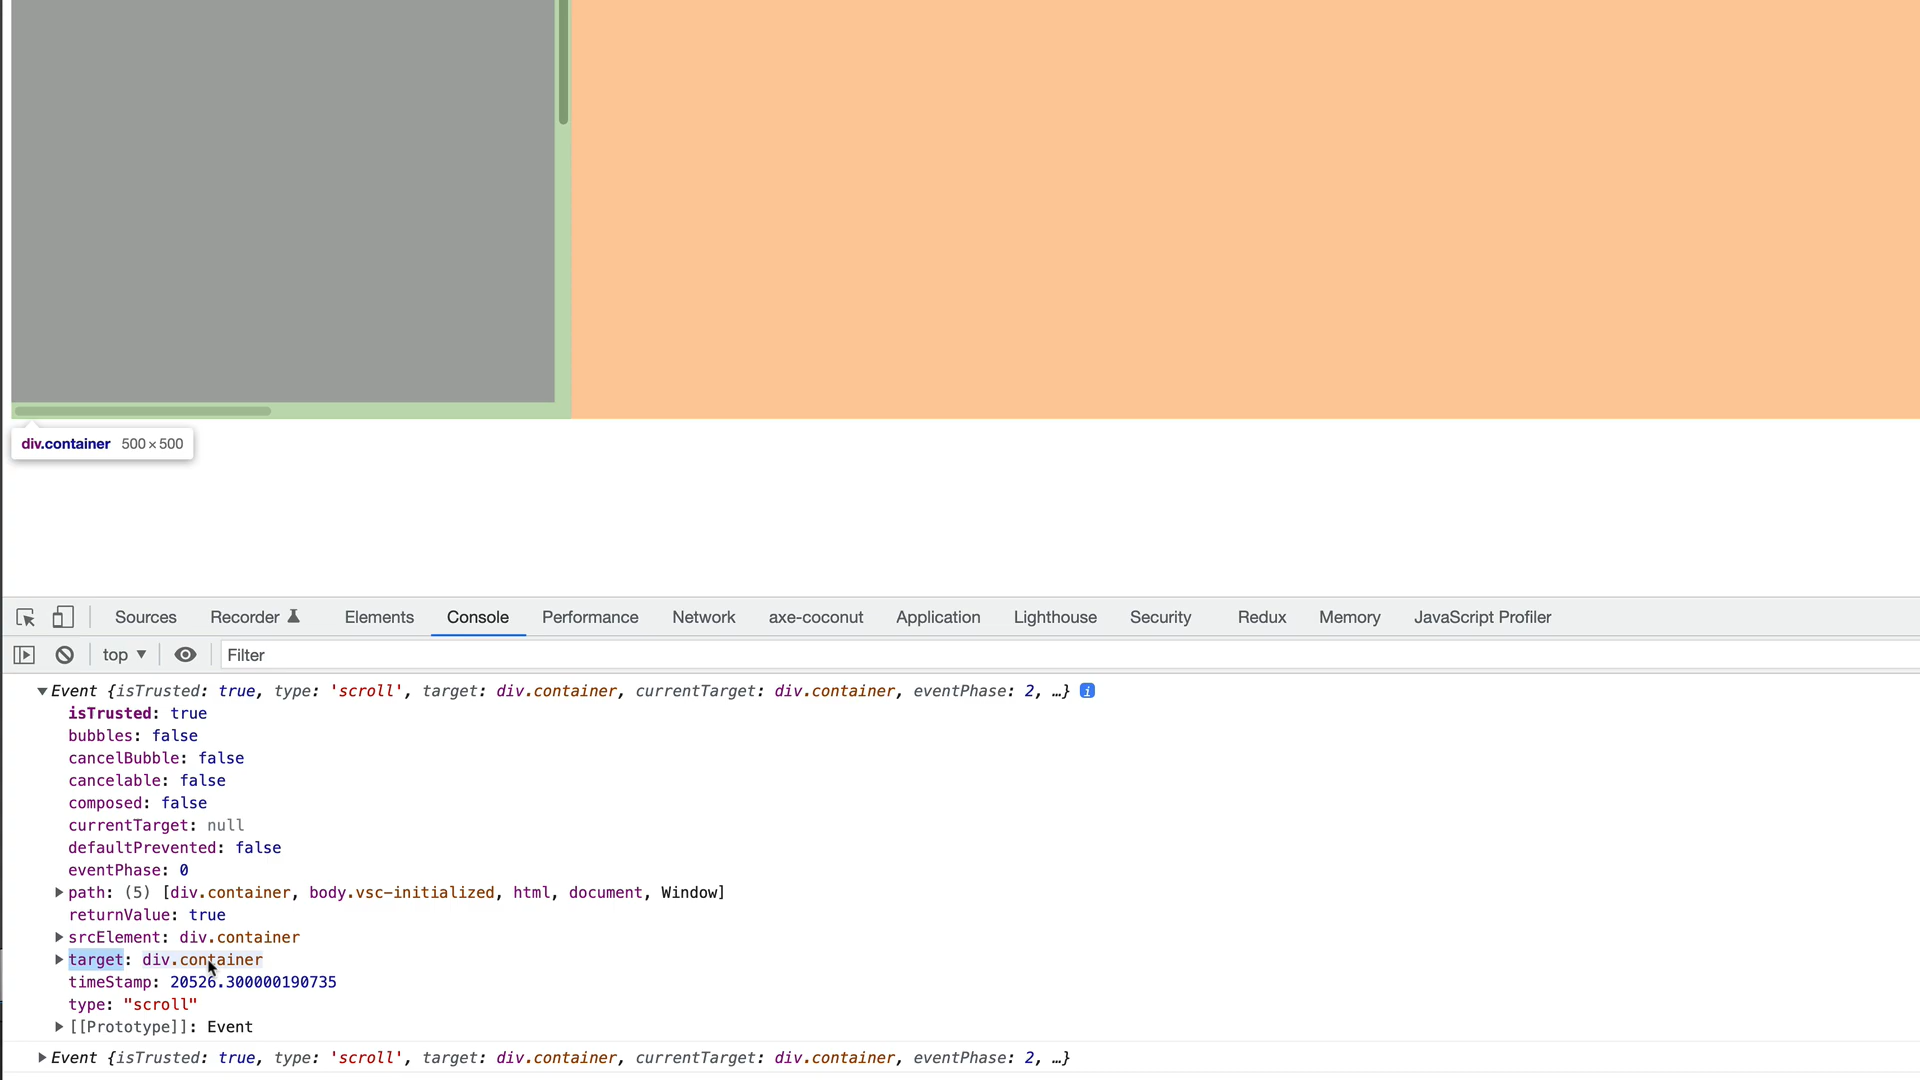 div.container 500 × 500
Sources Recorder Elements Console Performance Network axe-coconut Application Lighthouse Security Redux Memory JavaScript Profiler
top ▼ Filter
▼Event {isTrusted: true, type: 'scroll', target: div.container, currentTarget: div.container, eventPhase: 2, …} i
isTrusted: true
bubbles: false
cancelBubble: false
cancelable: false
composed: false
currentTarget: null
defaultPrevented: false
eventPhase: 0
▶path: (5) [div.container, body.vsc-initialized, html, document, Window]
returnValue: true
▶srcElement: div.container
▶target: div.container
timeStamp: 20526.300000190735
type: "scroll"
▶[[Prototype]]: Event
▶Event {isTrusted: true, type: 'scroll', target: div.container, currentTarget: div.container, eventPhase: 2, …}